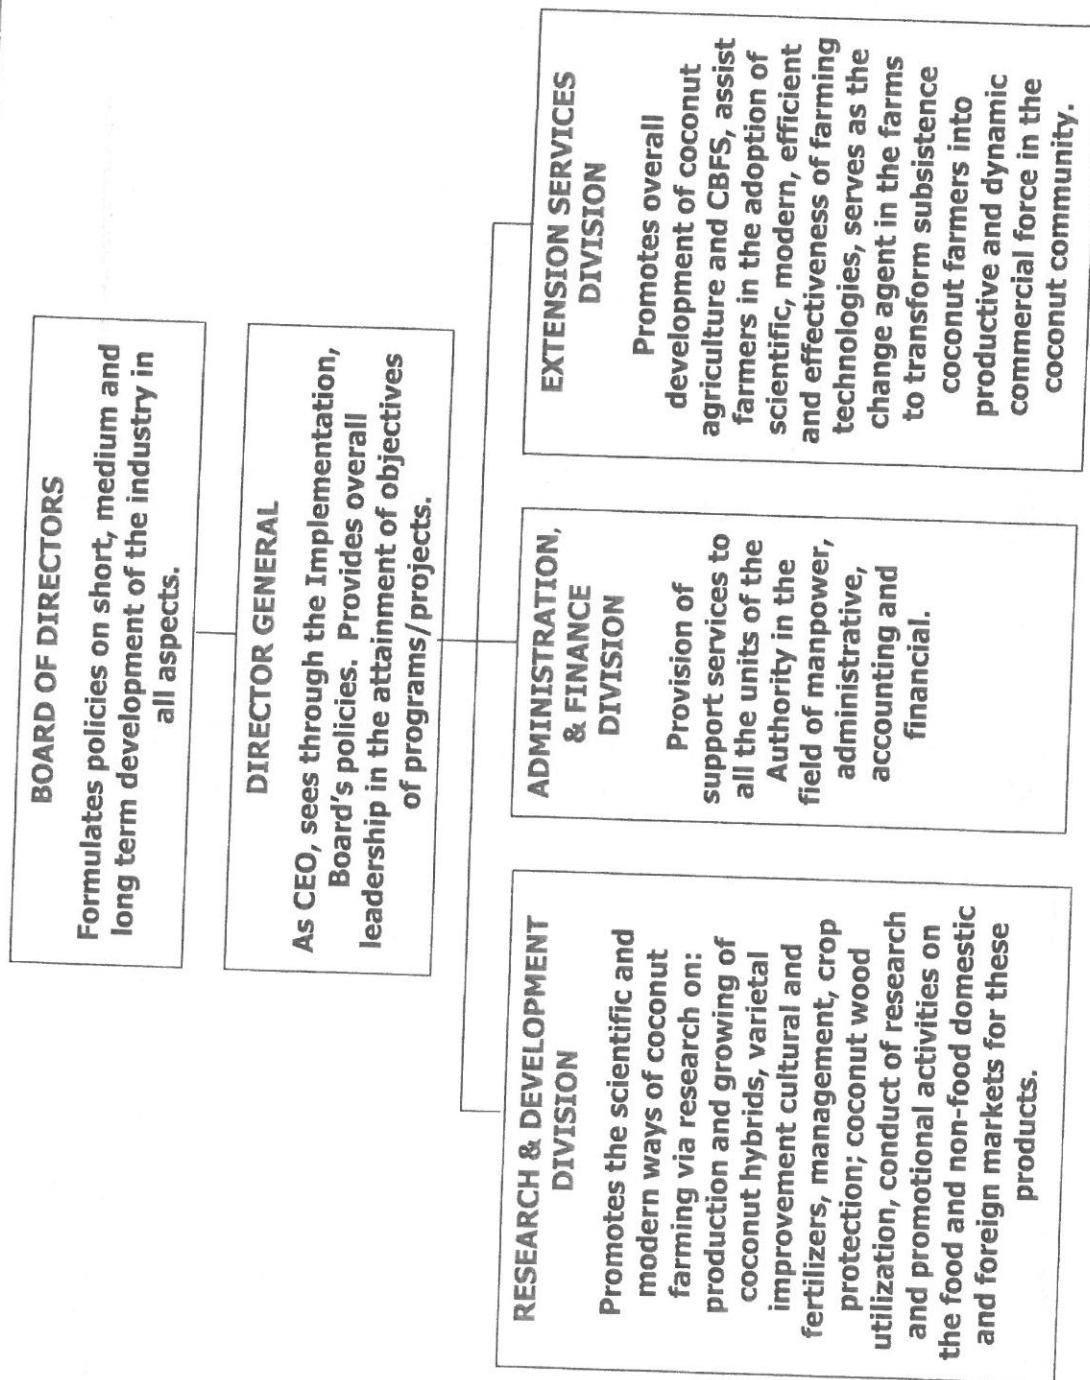 BOARD OF DIRECTORS
Formulates policies on short, medium and
long term development of the industry in
all aspects.
DIRECTOR GENERAL
As CEO, sees through the Implementation,
Board's policies. Provides overall
leadership in the attainment of objectives
of programs/projects.
RESEARCH & DEVELOPMENT
DIVISION
Promotes the scientific and
modern ways of coconut
farming via research on:
production and growing of
coconut hybrids, varietal
improvement cultural and
fertilizers, management, crop
protection; coconut wood
utilization, conduct of research
and promotional activities on
the food and non-food domestic
and foreign markets for these
products.
ADMINISTRATION,
& FINANCE
DIVISION
Provision of
support services to
all the units of the
Authority in the
field of manpower,
administrative,
accounting and
financial.
EXTENSION SERVICES
DIVISION
Promotes overall
development of coconut
agriculture and CBFS, assist
farmers in the adoption of
scientific, modern, efficient
and effectiveness of farming
technologies, serves as the
change agent in the farms
to transform subsistence
coconut farmers into
productive and dynamic
commercial force in the
coconut community.